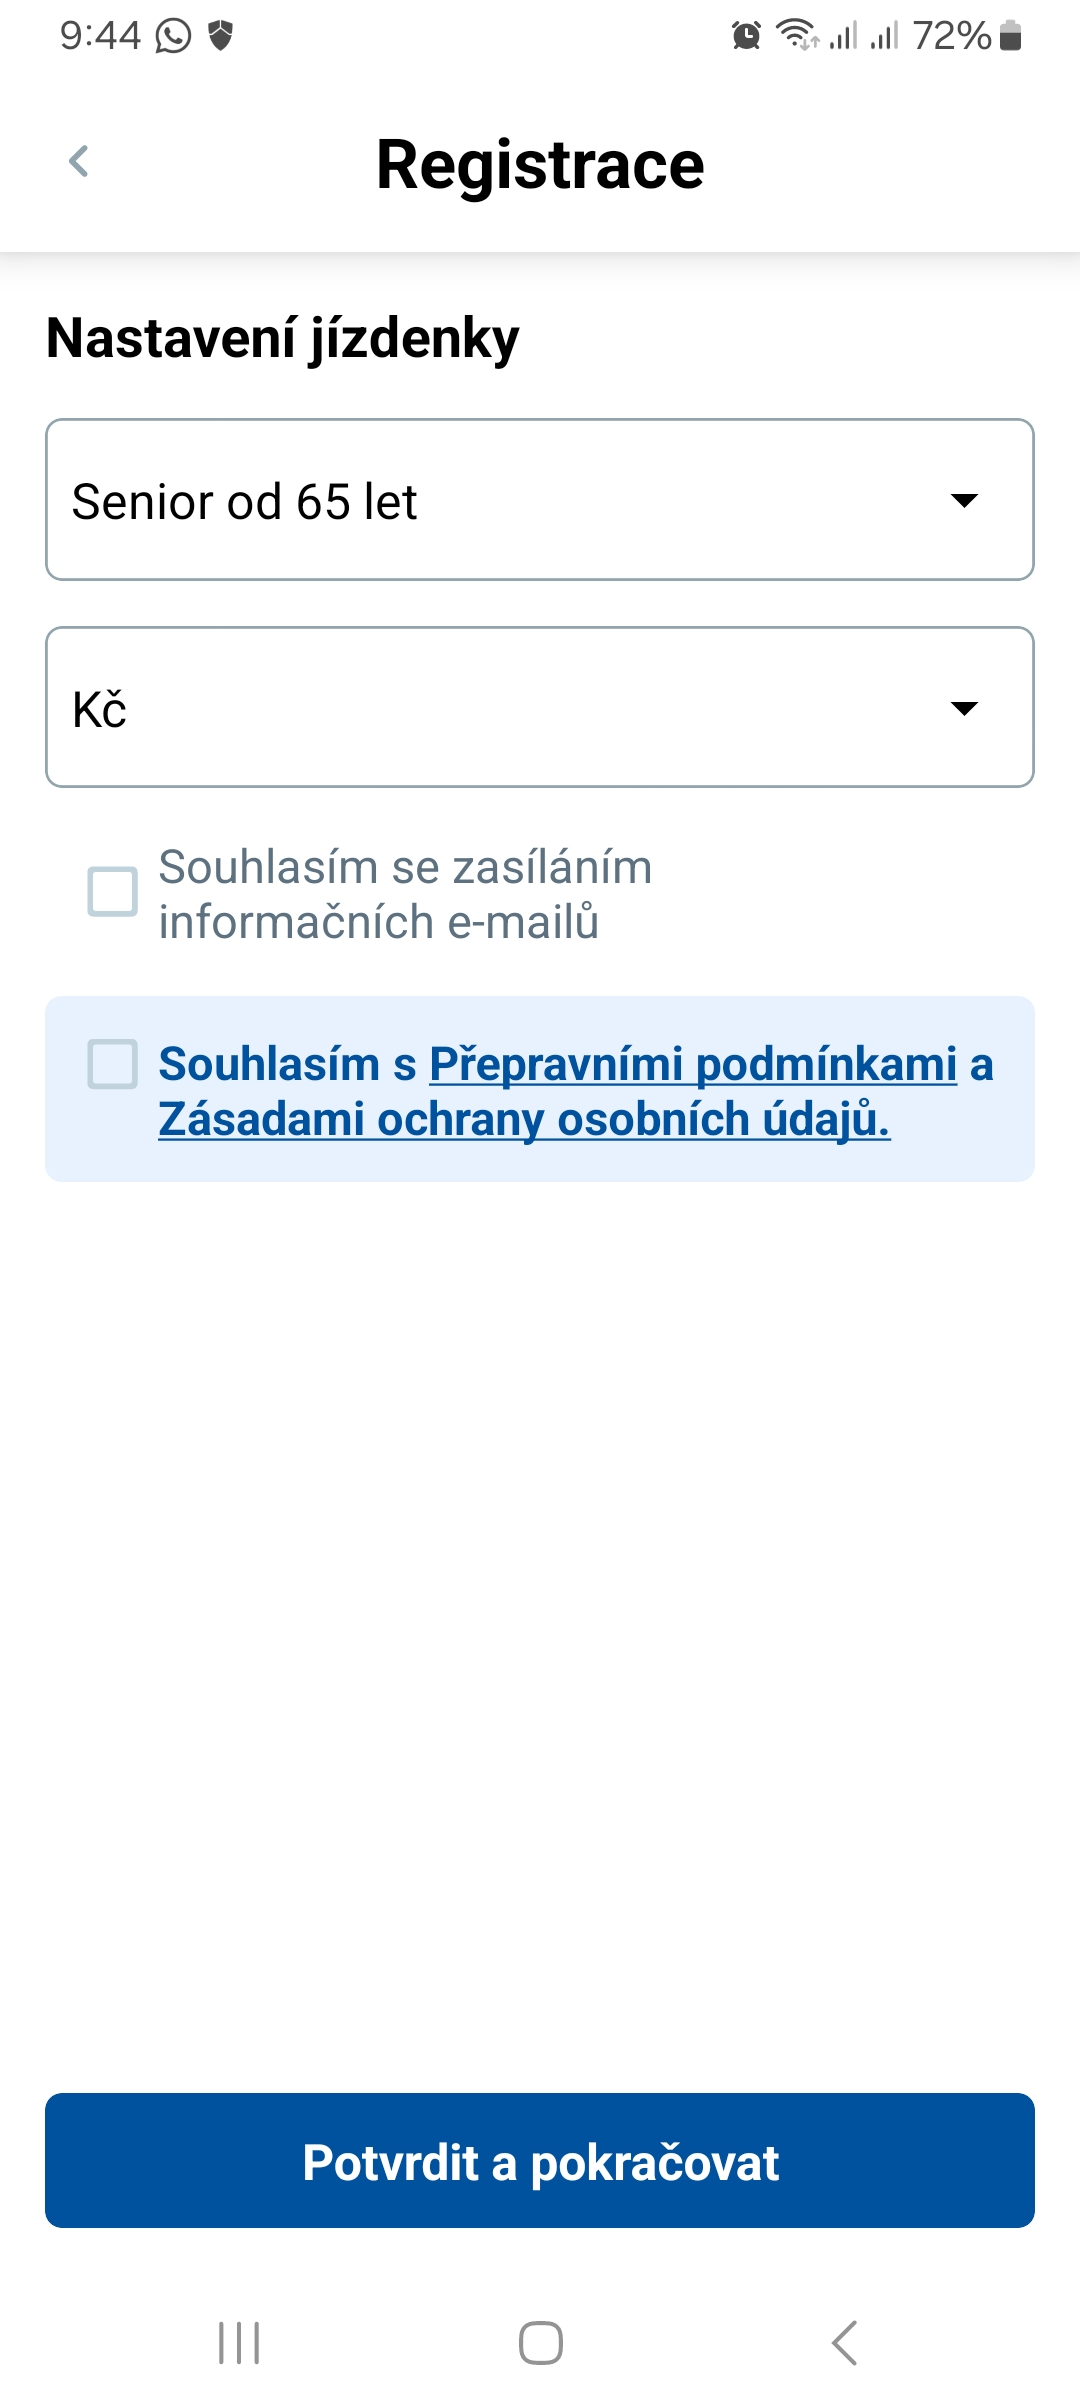 9:44
72%
Registrace
Nastavení jízdenky
Senior od 65 let
Kč
Souhlasím se zasíláním
informačních e-mailů
Souhlasím s Přepravními podmínkami a
Zásadami ochrany osobních údajů.
Potvrdit a pokračovat